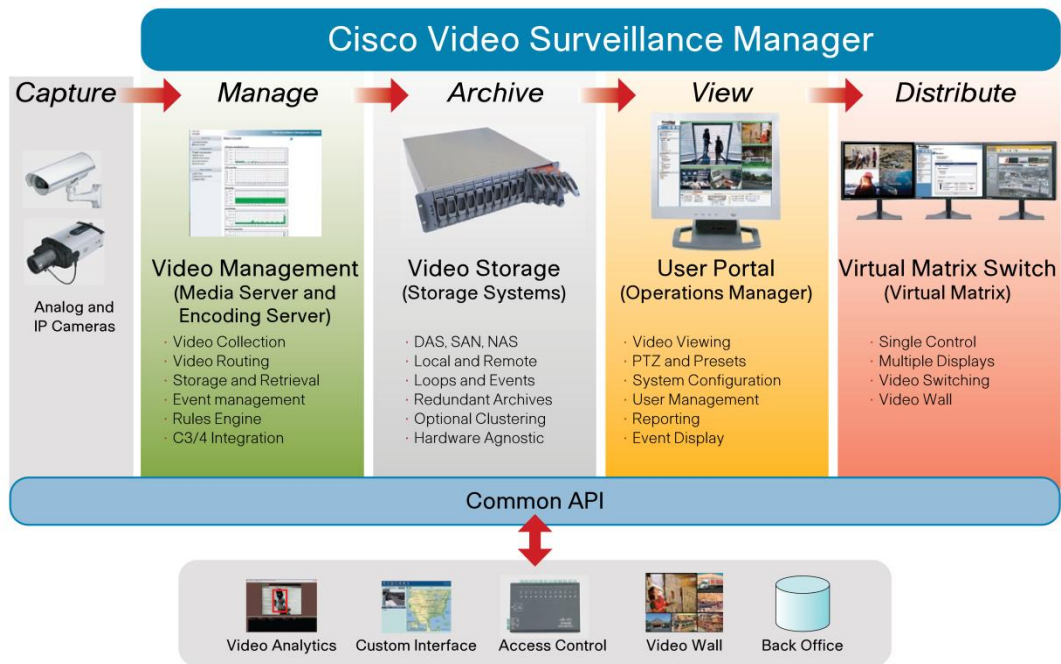 Cisco Video Surveillance Manager
Capture
Manage
Archive
View
Distribute
Analog and
IP Cameras
Video Management
(Media Server and
Encoding Server)
· Video Collection
· Video Routing
· Storage and Retrieval
· Event management
· Rules Engine
· C3/4 Integration
Video Storage
(Storage Systems)
· DAS, SAN, NAS
· Local and Remote
· Loops and Events
· Redundant Archives
· Optional Clustering
· Hardware Agnostic
User Portal
(Operations Manager)
· Video Viewing
· PTZ and Presets
· System Configuration
· User Management
· Reporting
· Event Display
Virtual Matrix Switch
(Virtual Matrix)
· Single Control
· Multiple Displays
· Video Switching
· Video Wall
Common API
Video Analytics
Custom Interface
Access Control
Video Wall
Back Office